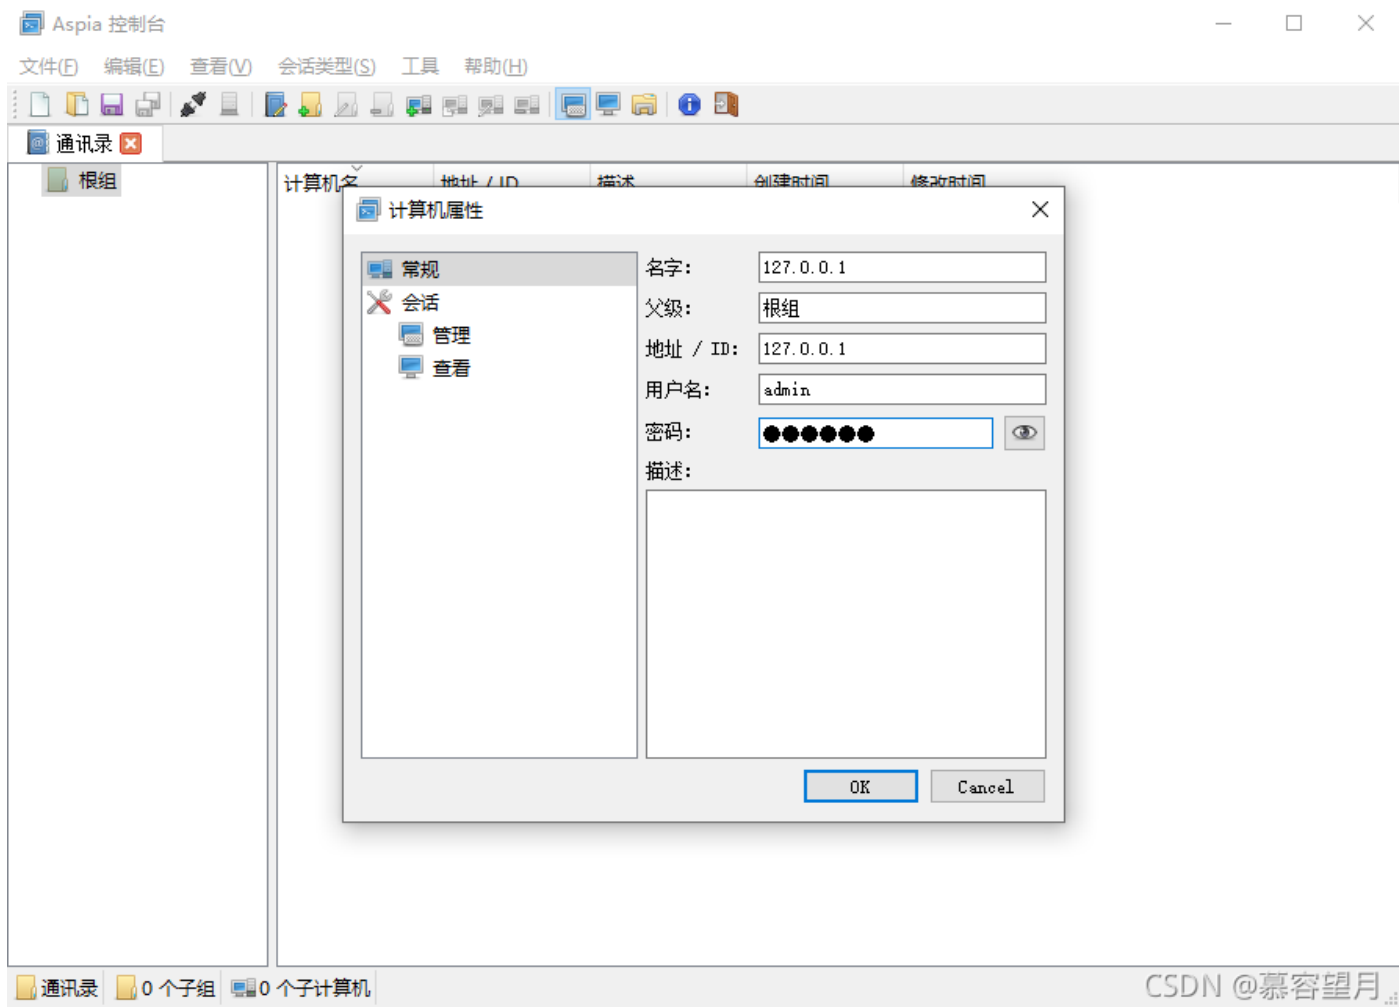 Aspia 控制台
文件(F) 编辑(E) 查看(V) 会话类型(S) 工具 帮助(H)
通讯录
根组
计算机名 地址 / ID 描述 创建时间 修改时间
计算机属性
常规
会话
管理
查看
名字: 127.0.0.1
父级: 根组
地址 / ID: 127.0.0.1
用户名: admin
密码: ●●●●●●
描述:
OK Cancel
通讯录 0 个子组 0 个子计算机
CSDN @慕容望月